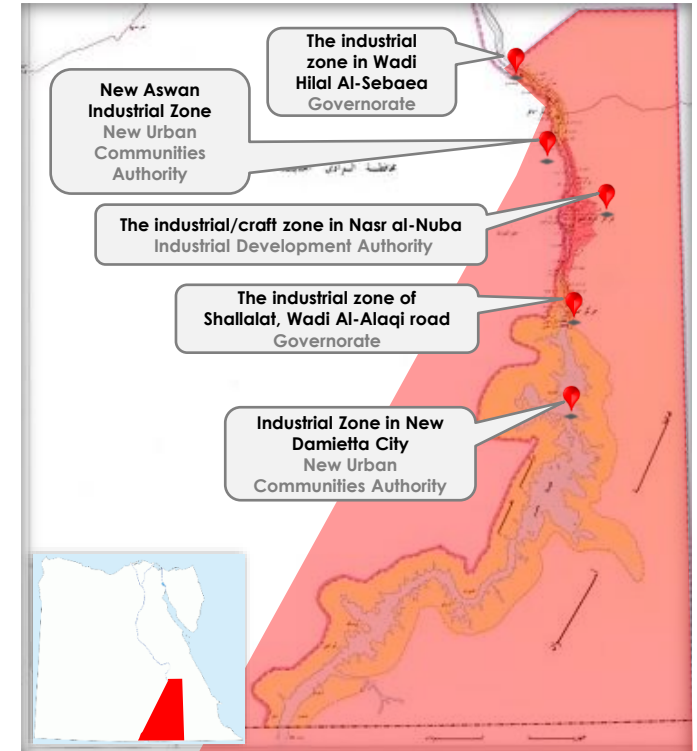 The industrial
zone in Wadi
Hilal Al-Sebaea
Governorate
New Aswan
Industrial Zone
New Urban
Communities
Authority
The industrial/craft zone in Nasr al-Nuba
Industrial Development Authority
The industrial zone of
Shallalat, Wadi Al-Alaqi road
Governorate
Industrial Zone in New
Damietta City
New Urban
Communities Authority